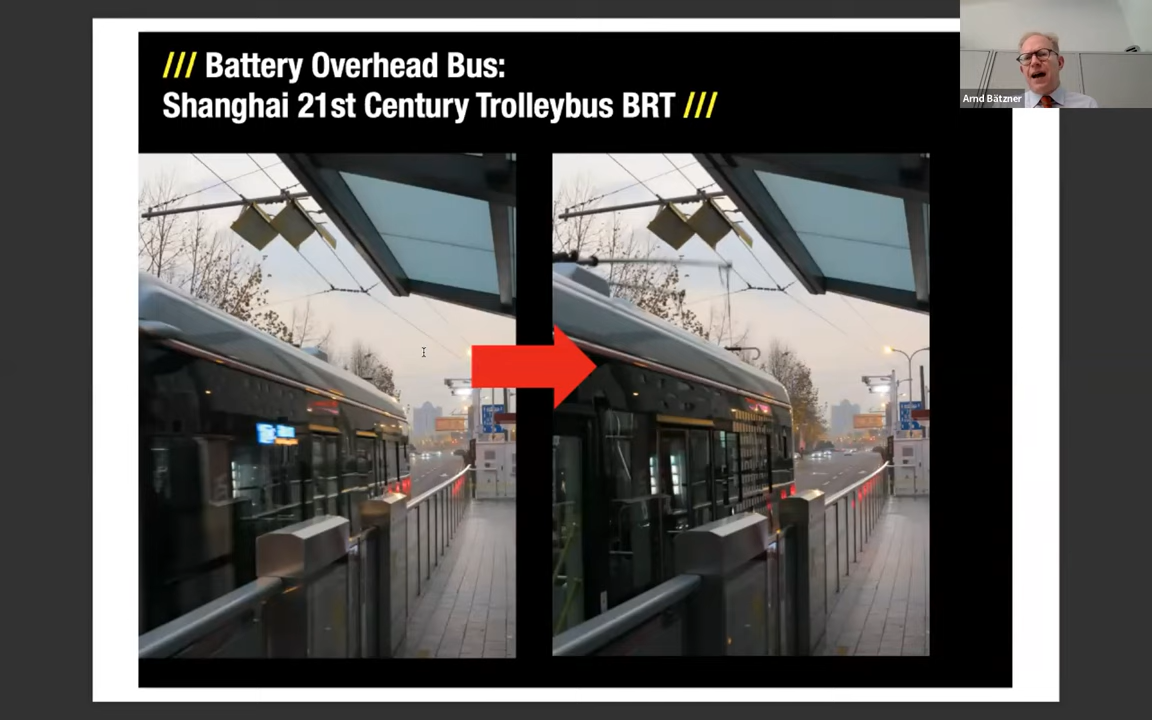 /// Battery Overhead Bus:
Shanghai 21st Century Trolleybus BRT ///
Arnd Bätzner